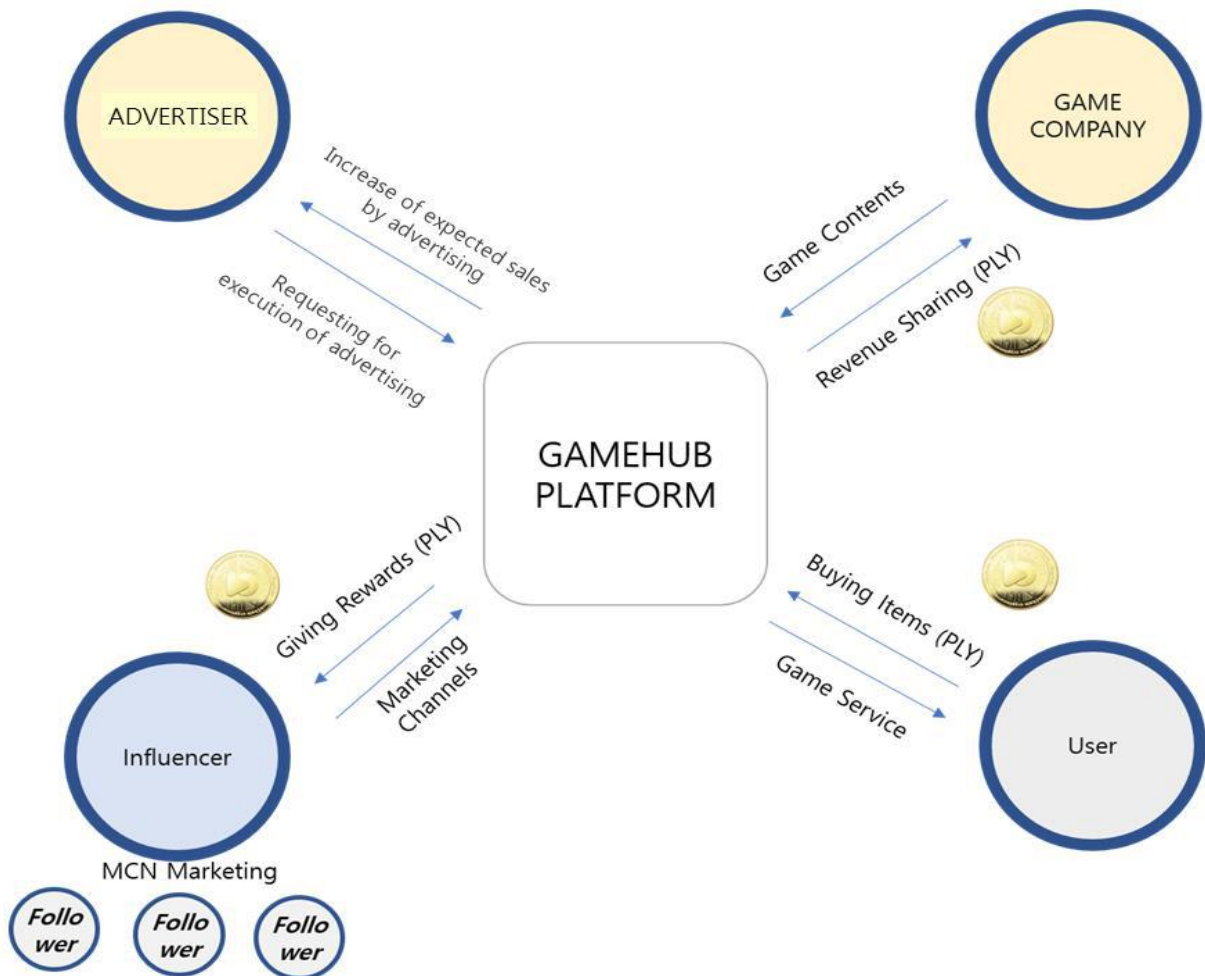 ADVERTISER
GAME
COMPANY
Increase of expected sales
by advertising
Requesting for
execution of advertising
Game Contents
Revenue Sharing (PLY)
GAMEHUB
PLATFORM
Giving Rewards (PLY)
Marketing
Channels
Buying Items (PLY)
Game Service
Influencer
User
MCN Marketing
Follo
wer
Follo
wer
Follo
wer